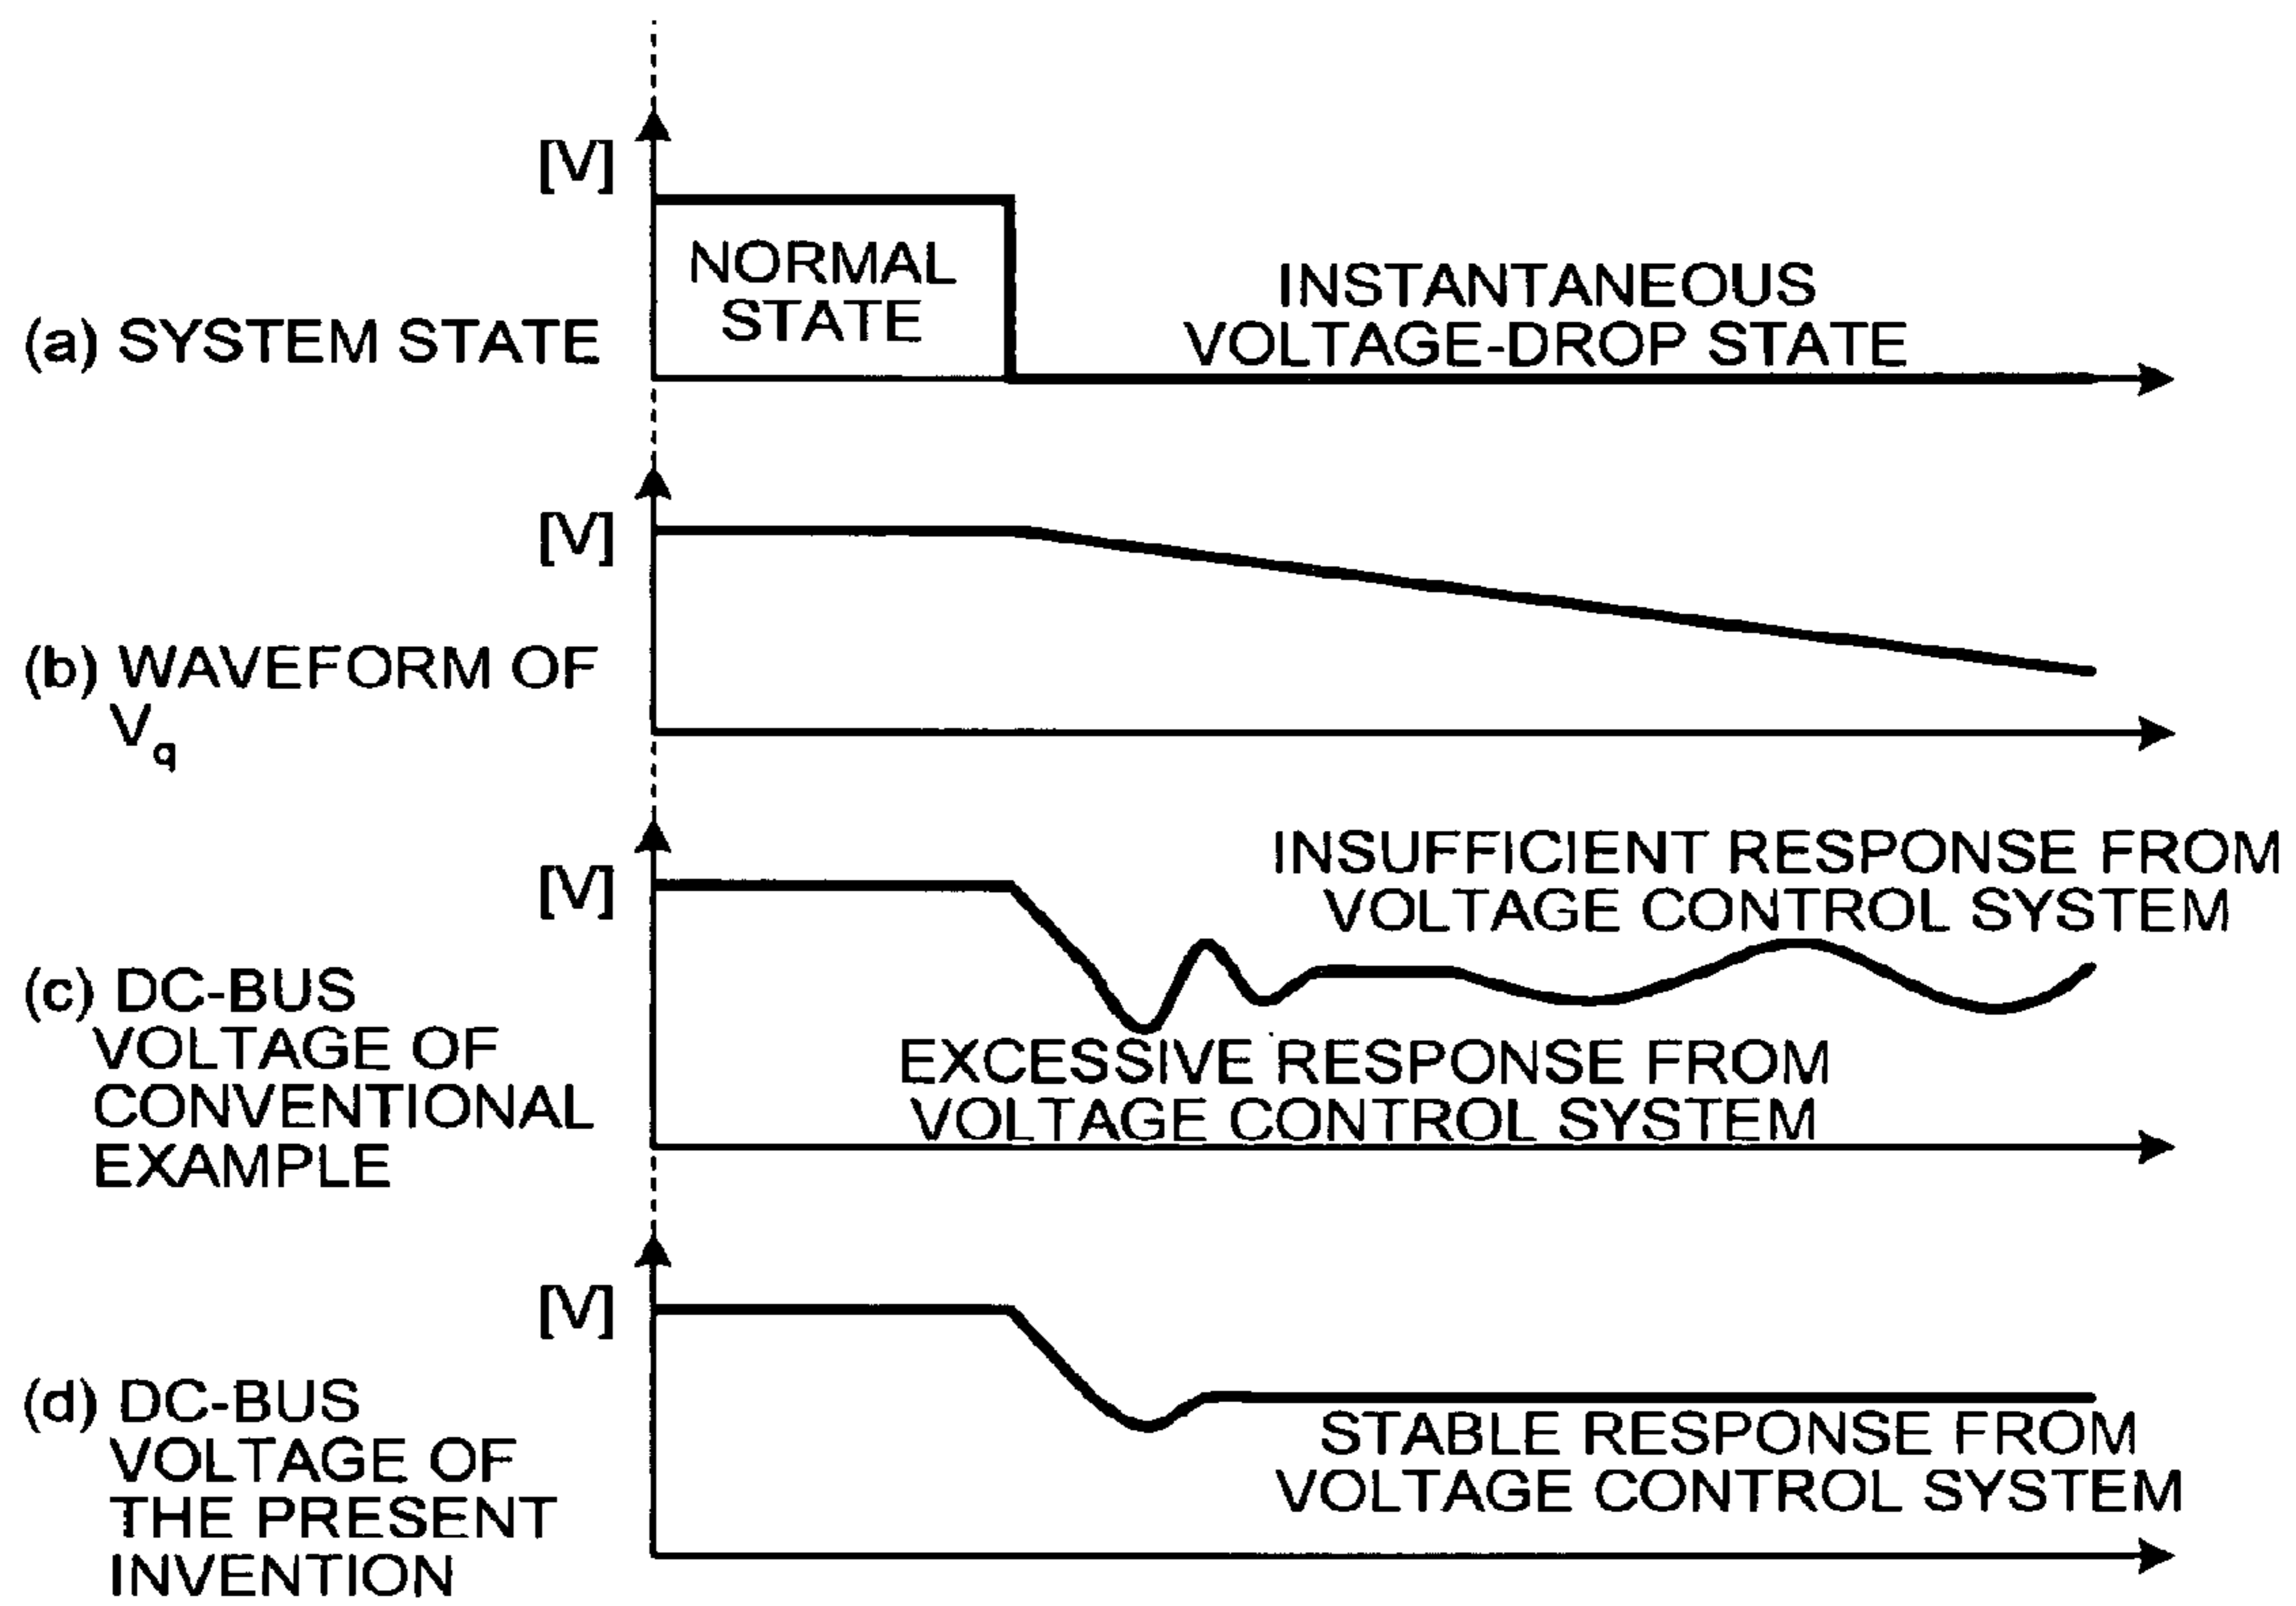 [V]
NORMAL
STATE
INSTANTANEOUS
VOLTAGE-DROP STATE
(a) SYSTEM STATE
[V]
(b) WAVEFORM OF
Vq
[V]
INSUFFICIENT RESPONSE FROM
VOLTAGE CONTROL SYSTEM
(c) DC-BUS
VOLTAGE OF
CONVENTIONAL
EXAMPLE
EXCESSIVE RESPONSE FROM
VOLTAGE CONTROL SYSTEM
[V]
(d) DC-BUS
VOLTAGE OF
THE PRESENT
INVENTION
STABLE RESPONSE FROM
VOLTAGE CONTROL SYSTEM